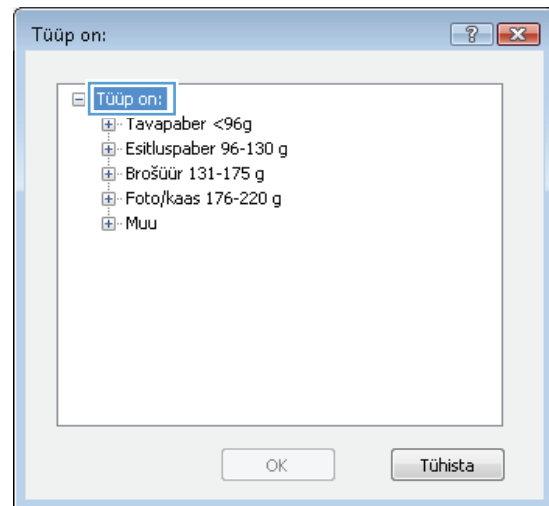 Tüüp on:
Tüüp on:
Tavapaber <96g
Esitluspaber 96-130 g
Brošüür 131-175 g
Foto/kaas 176-220 g
Muu
OK
Tühista